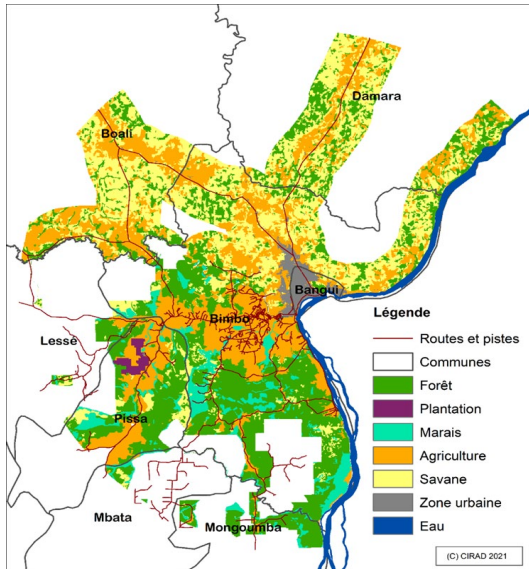 Damara
Boali
Bangui
Bimbo
Lessé
Pissa
Mbata
Mongoumba
Légende
Routes et pistes
Communes
Forêt
Plantation
Marais
Agriculture
Savane
Zone urbaine
Eau
(C) CIRAD 2021